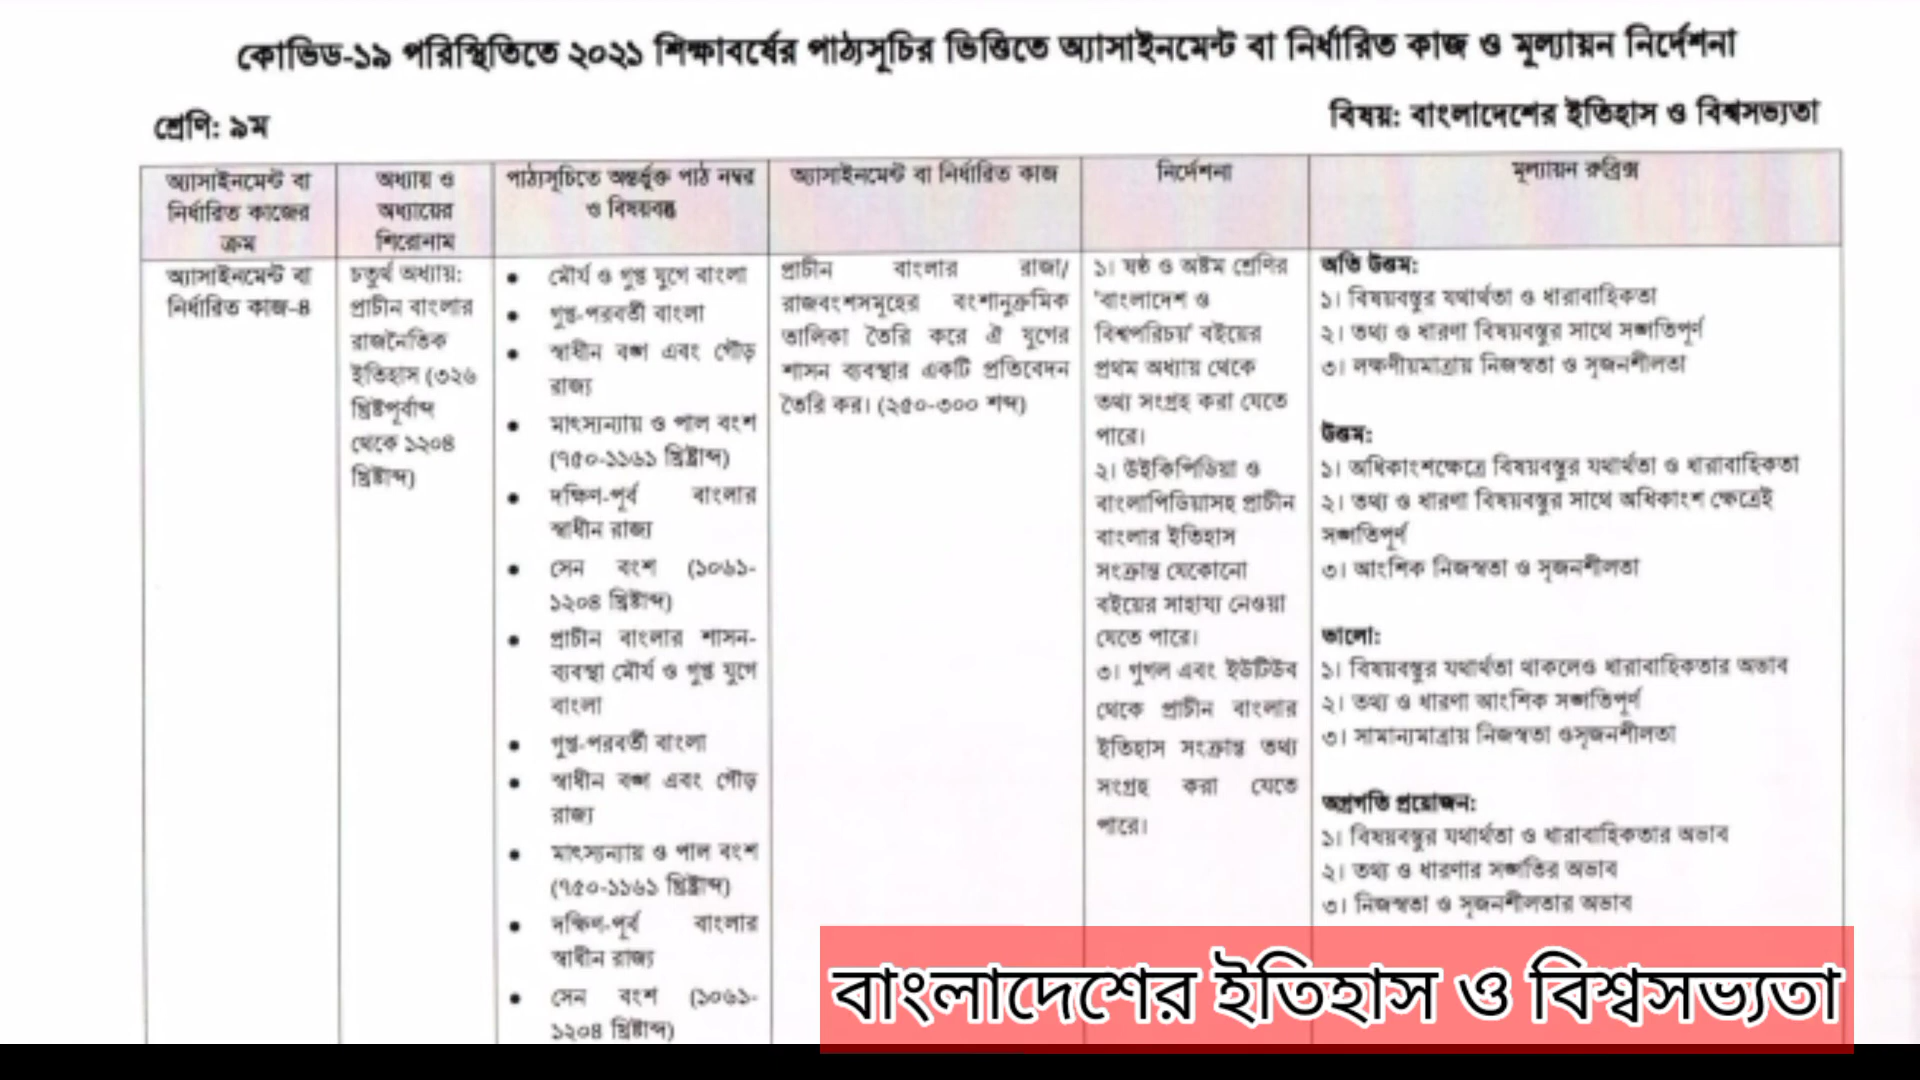 কোভিড-১৯ পরিস্থিতিতে ২০২১ শিক্ষাবর্ষের পাঠ্যসূচির ভিত্তিতে অ্যাসাইনমেন্ট বা নির্ধারিত কাজ ও মূল্যায়ন নির্দেশনা
শ্রেণি: ৯ম
বিষয়: বাংলাদেশের ইতিহাস ও বিশ্বসভ্যতা
অ্যাসাইনমেন্ট বা
নির্ধারিত কাজের
ক্রম
অধ্যায় ও
অধ্যায়ের
শিরোনাম
পাঠ্যসূচিতে অন্তর্ভুক্ত পাঠ নম্বর
ও বিষয়বস্তু
অ্যাসাইনমেন্ট বা নির্ধারিত কাজ
নির্দেশনা
মূল্যায়ন রুব্রিক্স
অ্যাসাইনমেন্ট বা
নির্ধারিত কাজ-৪
চতুর্থ অধ্যায়:
প্রাচীন বাংলার
রাজনৈতিক
ইতিহাস (৩২৬
খ্রিষ্টপূর্বাব্দ
থেকে ১২০৪
খ্রিষ্টাব্দ)
• মৌর্য ও গুপ্ত যুগে বাংলা
• গুপ্ত-পরবর্তী বাংলা
• স্বাধীন বঙ্গ এবং গৌড়
রাজ্য
• মাৎস্যন্যায় ও পাল বংশ
(৭৫০-১১৬১ খ্রিষ্টাব্দ)
• দক্ষিণ-পূর্ব বাংলার
স্বাধীন রাজ্য
• সেন বংশ (১০৬১-
১২০৪ খ্রিষ্টাব্দ)
• প্রাচীন বাংলার শাসন-
ব্যবস্থা মৌর্য ও গুপ্ত যুগে
বাংলা
• গুপ্ত-পরবর্তী বাংলা
• স্বাধীন বঙ্গ এবং গৌড়
রাজ্য
• মাৎস্যন্যায় ও পাল বংশ
(৭৫০-১১৬১ খ্রিষ্টাব্দ)
• দক্ষিণ-পূর্ব বাংলার
স্বাধীন রাজ্য
• সেন বংশ (১০৬১-
১২০৪ খ্রিষ্টাব্দ)
প্রাচীন বাংলার রাজা/
রাজবংশসমূহের বংশানুক্রমিক
তালিকা তৈরি করে ঐ যুগের
শাসন ব্যবস্থার একটি প্রতিবেদন
তৈরি কর। (২৫০-৩০০ শব্দ)
১। ষষ্ঠ ও অষ্টম শ্রেণির
'বাংলাদেশ ও
বিশ্বপরিচয়' বইয়ের
প্রথম অধ্যায় থেকে
তথ্য সংগ্রহ করা যেতে
পারে।
২। উইকিপিডিয়া ও
বাংলাপিডিয়াসহ প্রাচীন
বাংলার ইতিহাস
সংক্রান্ত যেকোনো
বইয়ের সাহায্য নেওয়া
যেতে পারে।
৩। গুগল এবং ইউটিউব
থেকে প্রাচীন বাংলার
ইতিহাস সংক্রান্ত তথ্য
সংগ্রহ করা যেতে
পারে।
অতি উত্তম:
১। বিষয়বস্তুর যথার্থতা ও ধারাবাহিকতা
২। তথ্য ও ধারণা বিষয়বস্তুর সাথে সঙ্গতিপূর্ণ
৩। লক্ষণীয়মাত্রায় নিজস্বতা ও সৃজনশীলতা
উত্তম:
১। অধিকাংশক্ষেত্রে বিষয়বস্তুর যথার্থতা ও ধারাবাহিকতা
২। তথ্য ও ধারণা বিষয়বস্তুর সাথে অধিকাংশ ক্ষেত্রেই
সঙ্গতিপূর্ণ
৩। আংশিক নিজস্বতা ও সৃজনশীলতা
ভালো:
১। বিষয়বস্তুর যথার্থতা থাকলেও ধারাবাহিকতার অভাব
২। তথ্য ও ধারণা আংশিক সঙ্গতিপূর্ণ
৩। সামান্যমাত্রায় নিজস্বতা ওসৃজনশীলতা
অগ্রগতি প্রয়োজন:
১। বিষয়বস্তুর যথার্থতা ও ধারাবাহিকতার অভাব
২। তথ্য ও ধারণার সঙ্গতির অভাব
৩। নিজস্বতা ও সৃজনশীলতার অভাব
বাংলাদেশের ইতিহাস ও বিশ্বসভ্যতা